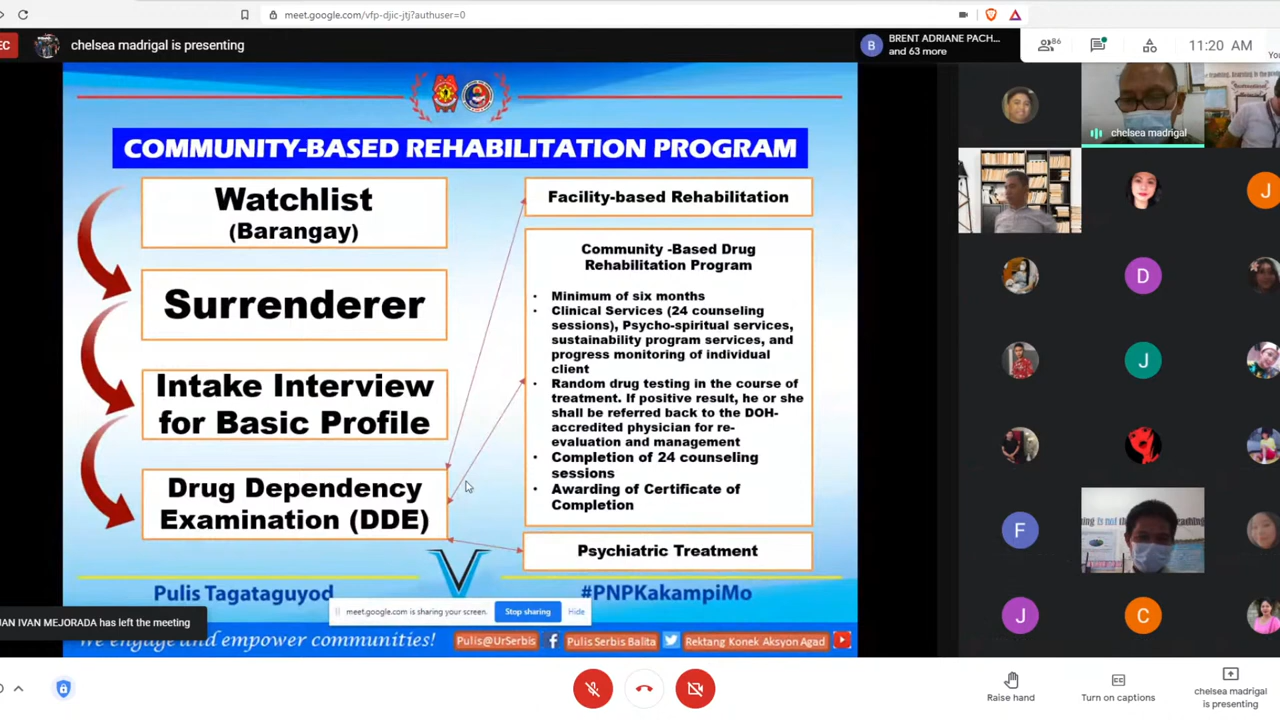 meet.google.com/vfp-djic-jtj?authuser=0
EC
chelsea madrigal is presenting
B
BRENT ADRIANE PACH...
and 63 more
86
11:20 AM
You
COMMUNITY-BASED REHABILITATION PROGRAM
Watchlist
(Barangay)
Surrenderer
Intake Interview
for Basic Profile
Drug Dependency
Examination (DDE)
Facility-based Rehabilitation
Community -Based Drug
Rehabilitation Program
• Minimum of six months
• Clinical Services (24 counseling
sessions), Psycho-spiritual services,
sustainability program services, and
progress monitoring of individual
client
• Random drug testing in the course of
treatment. If positive result, he or she
shall be referred back to the DOH-
accredited physician for re-
evaluation and management
• Completion of 24 counseling
sessions
• Awarding of Certificate of
Completion
Psychiatric Treatment
V
Pulis Tagataguyod
#PNPKakampiMo
meet.google.com is sharing your screen.
Stop sharing
Hide
JAN IVAN MEJORADA has left the meeting
We engage and empower communities!
Pulis@UrSerbis
Pulis Serbis Balita
Rektang Konek Aksyon Agad
chelsea madrigal
J
D
J
F
J
C
Raise hand
CC
Turn on captions
chelsea madrigal
is presenting